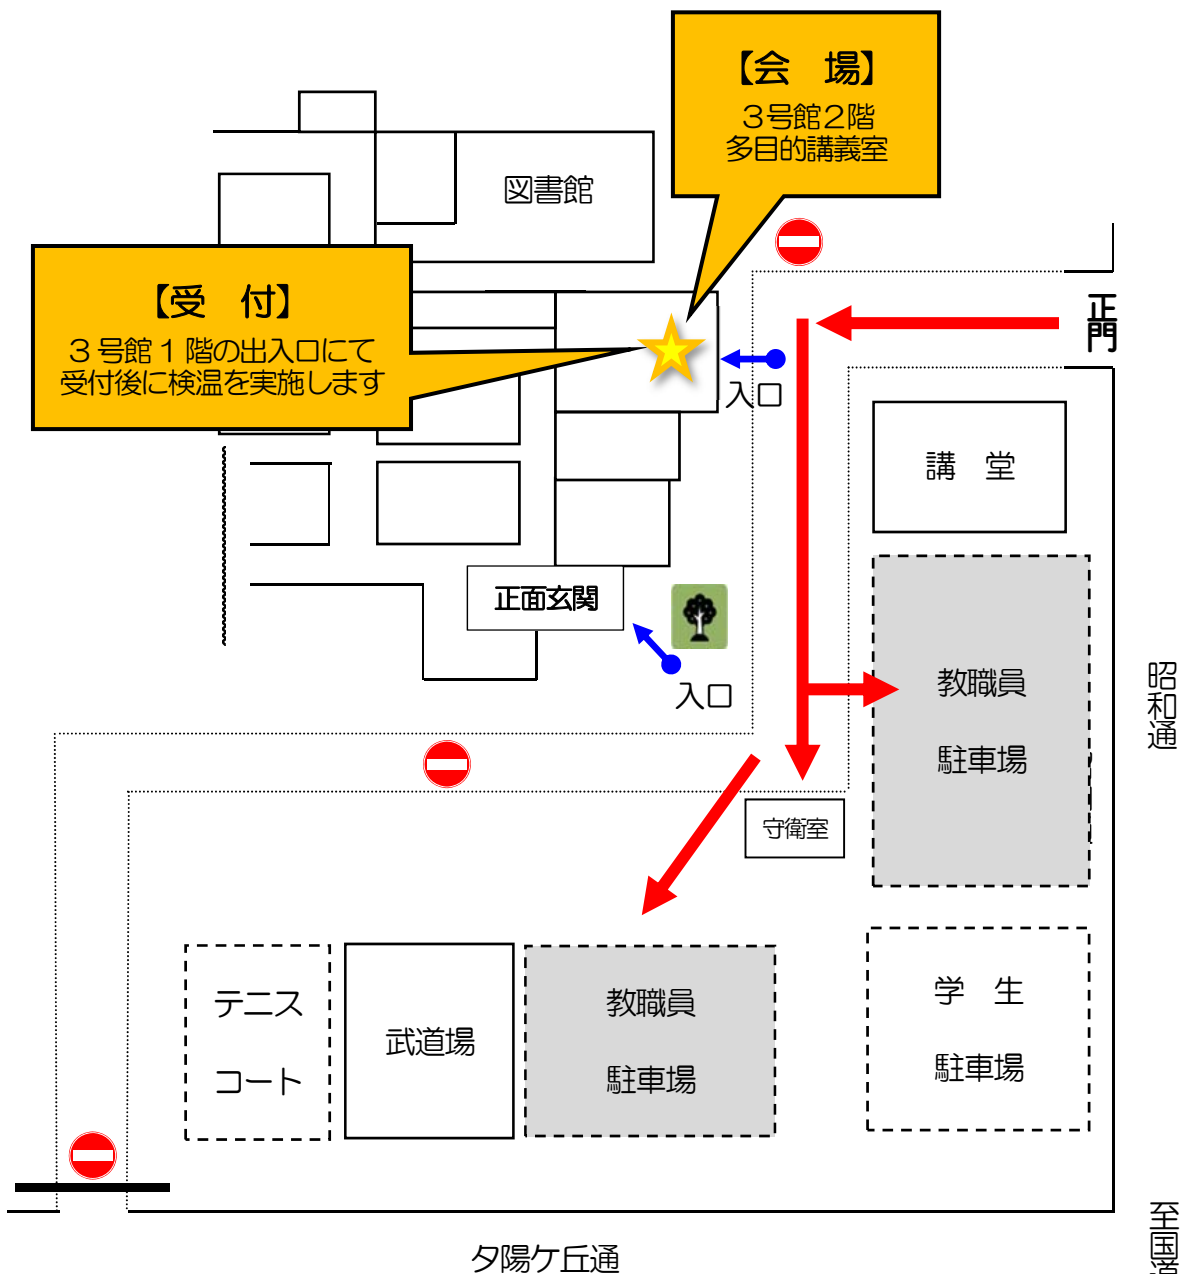 【会　場】
３号館２階
多目的講義室
図書館
【受　付】
３号館１階の出入口にて
受付後に検温を実施します
正門
入口
講　堂
正面玄関
入口
教職員
駐車場
昭和通
守衛室
テニス
コート
武道場
教職員
駐車場
学　生
駐車場
夕陽ケ丘通
至国道